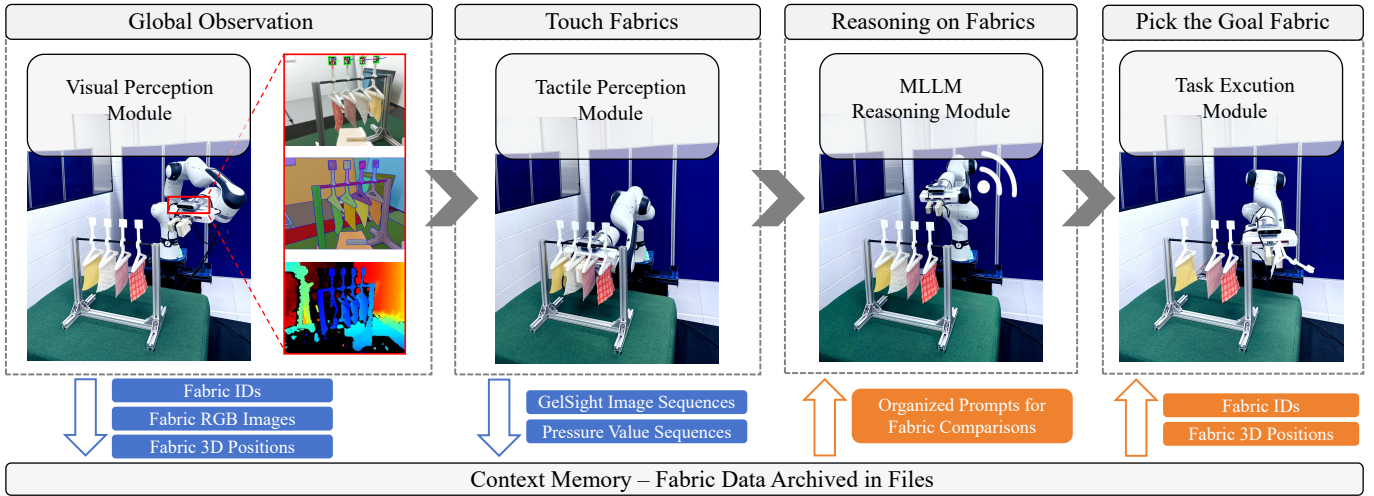 Global Observation
Touch Fabrics
Reasoning on Fabrics
Pick the Goal Fabric
Visual Perception
Module
Tactile Perception
Module
MLLM
Reasoning Module
Task Excution
Module
Fabric IDs
Fabric RGB Images
Fabric 3D Positions
GelSight Image Sequences
Pressure Value Sequences
Organized Prompts for
Fabric Comparisons
Fabric IDs
Fabric 3D Positions
Context Memory – Fabric Data Archived in Files